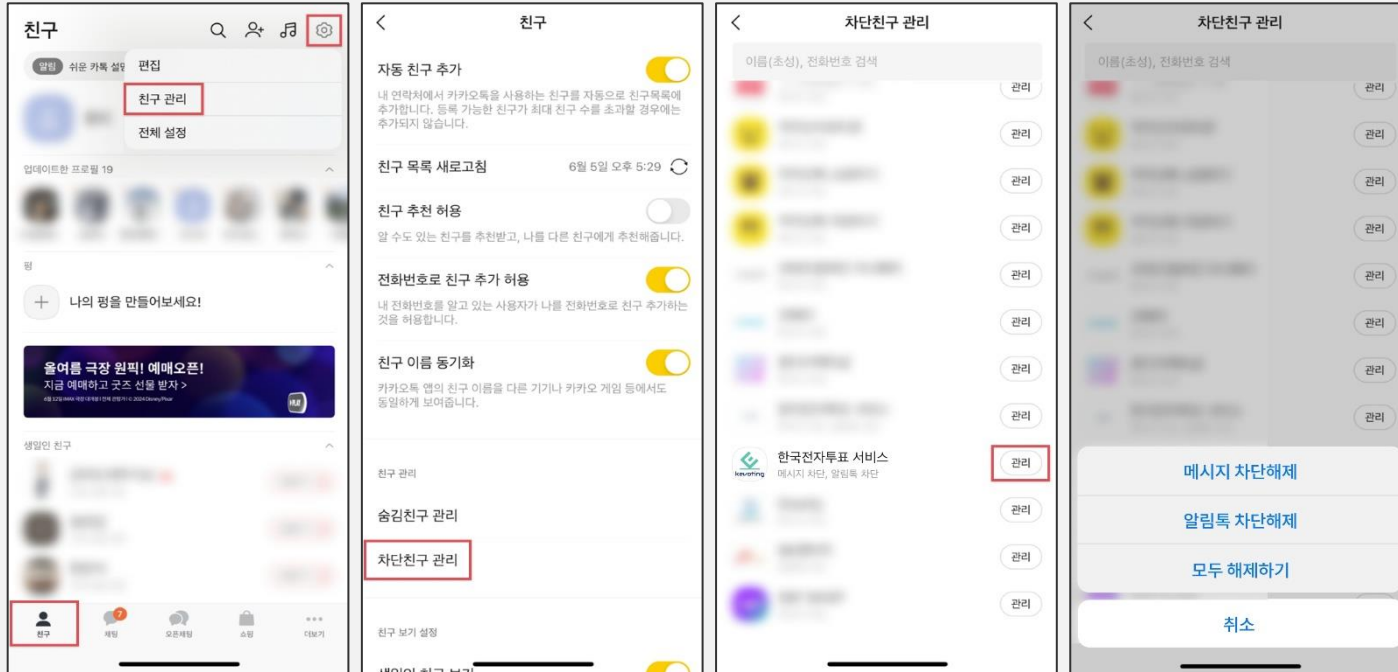 친구
편집
알림 쉬운 카톡 설명
친구 관리
전체 설정
업데이트한 프로필 19
펑
나의 펑을 만들어보세요!
올여름 극장 원픽! 예매오픈!
지금 예매하고 굿즈 선물 받자 >
생일인 친구
7
친구
채팅
오픈채팅
쇼핑
더보기
친구
자동 친구 추가
내 연락처에서 카카오톡을 사용하는 친구를 자동으로 친구목록에
추가합니다. 등록 가능한 친구가 최대 친구 수를 초과할 경우에는
추가되지 않습니다.
친구 목록 새로고침 6월 5일 오후 5:29
친구 추천 허용
알 수도 있는 친구를 추천받고, 나를 다른 친구에게 추천해줍니다.
전화번호로 친구 추가 허용
내 전화번호를 알고 있는 사용자가 나를 전화번호로 친구 추가하는
것을 허용합니다.
친구 이름 동기화
카카오톡 앱의 친구 이름을 다른 기기나 카카오 게임 등에서도
동일하게 보여줍니다.
친구 관리
숨김친구 관리
차단친구 관리
친구 보기 설정
생일인 친구 보기
차단친구 관리
이름(초성), 전화번호 검색
관리
관리
관리
관리
관리
관리
관리
관리
한국전자투표 서비스
관리
kevoting
메시지 차단, 알림톡 차단
관리
관리
관리
차단친구 관리
이름(초성), 전화번호 검색
관리
관리
관리
관리
관리
관리
관리
관리
메시지 차단해제
알림톡 차단해제
모두 해제하기
취소